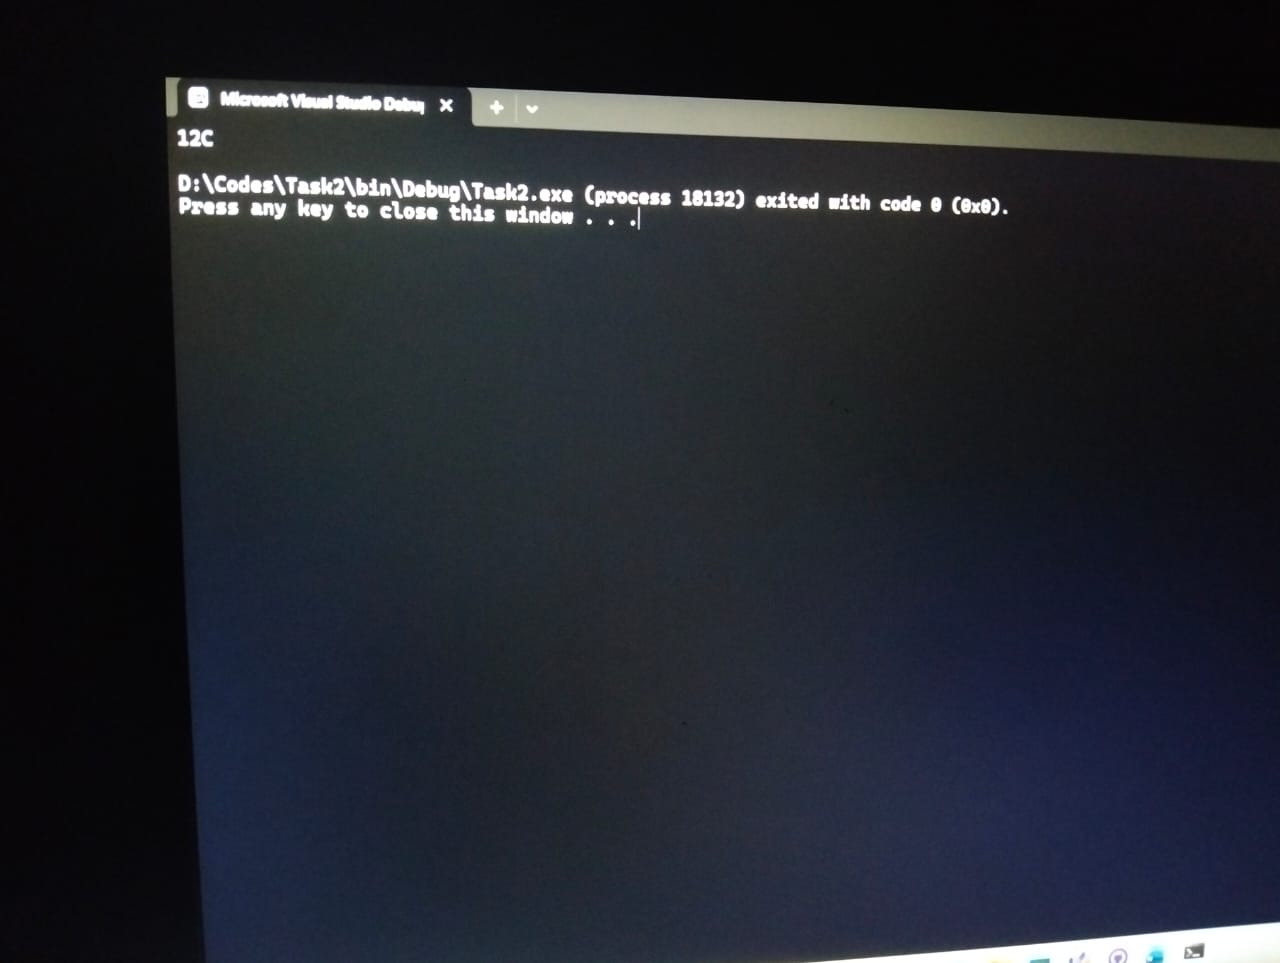 Microsoft Visual Studio Debug
12C
D:\Codes\Task2\bin\Debug\Task2.exe (process 18132) exited with code 0 (0x0).
Press any key to close this window . . .